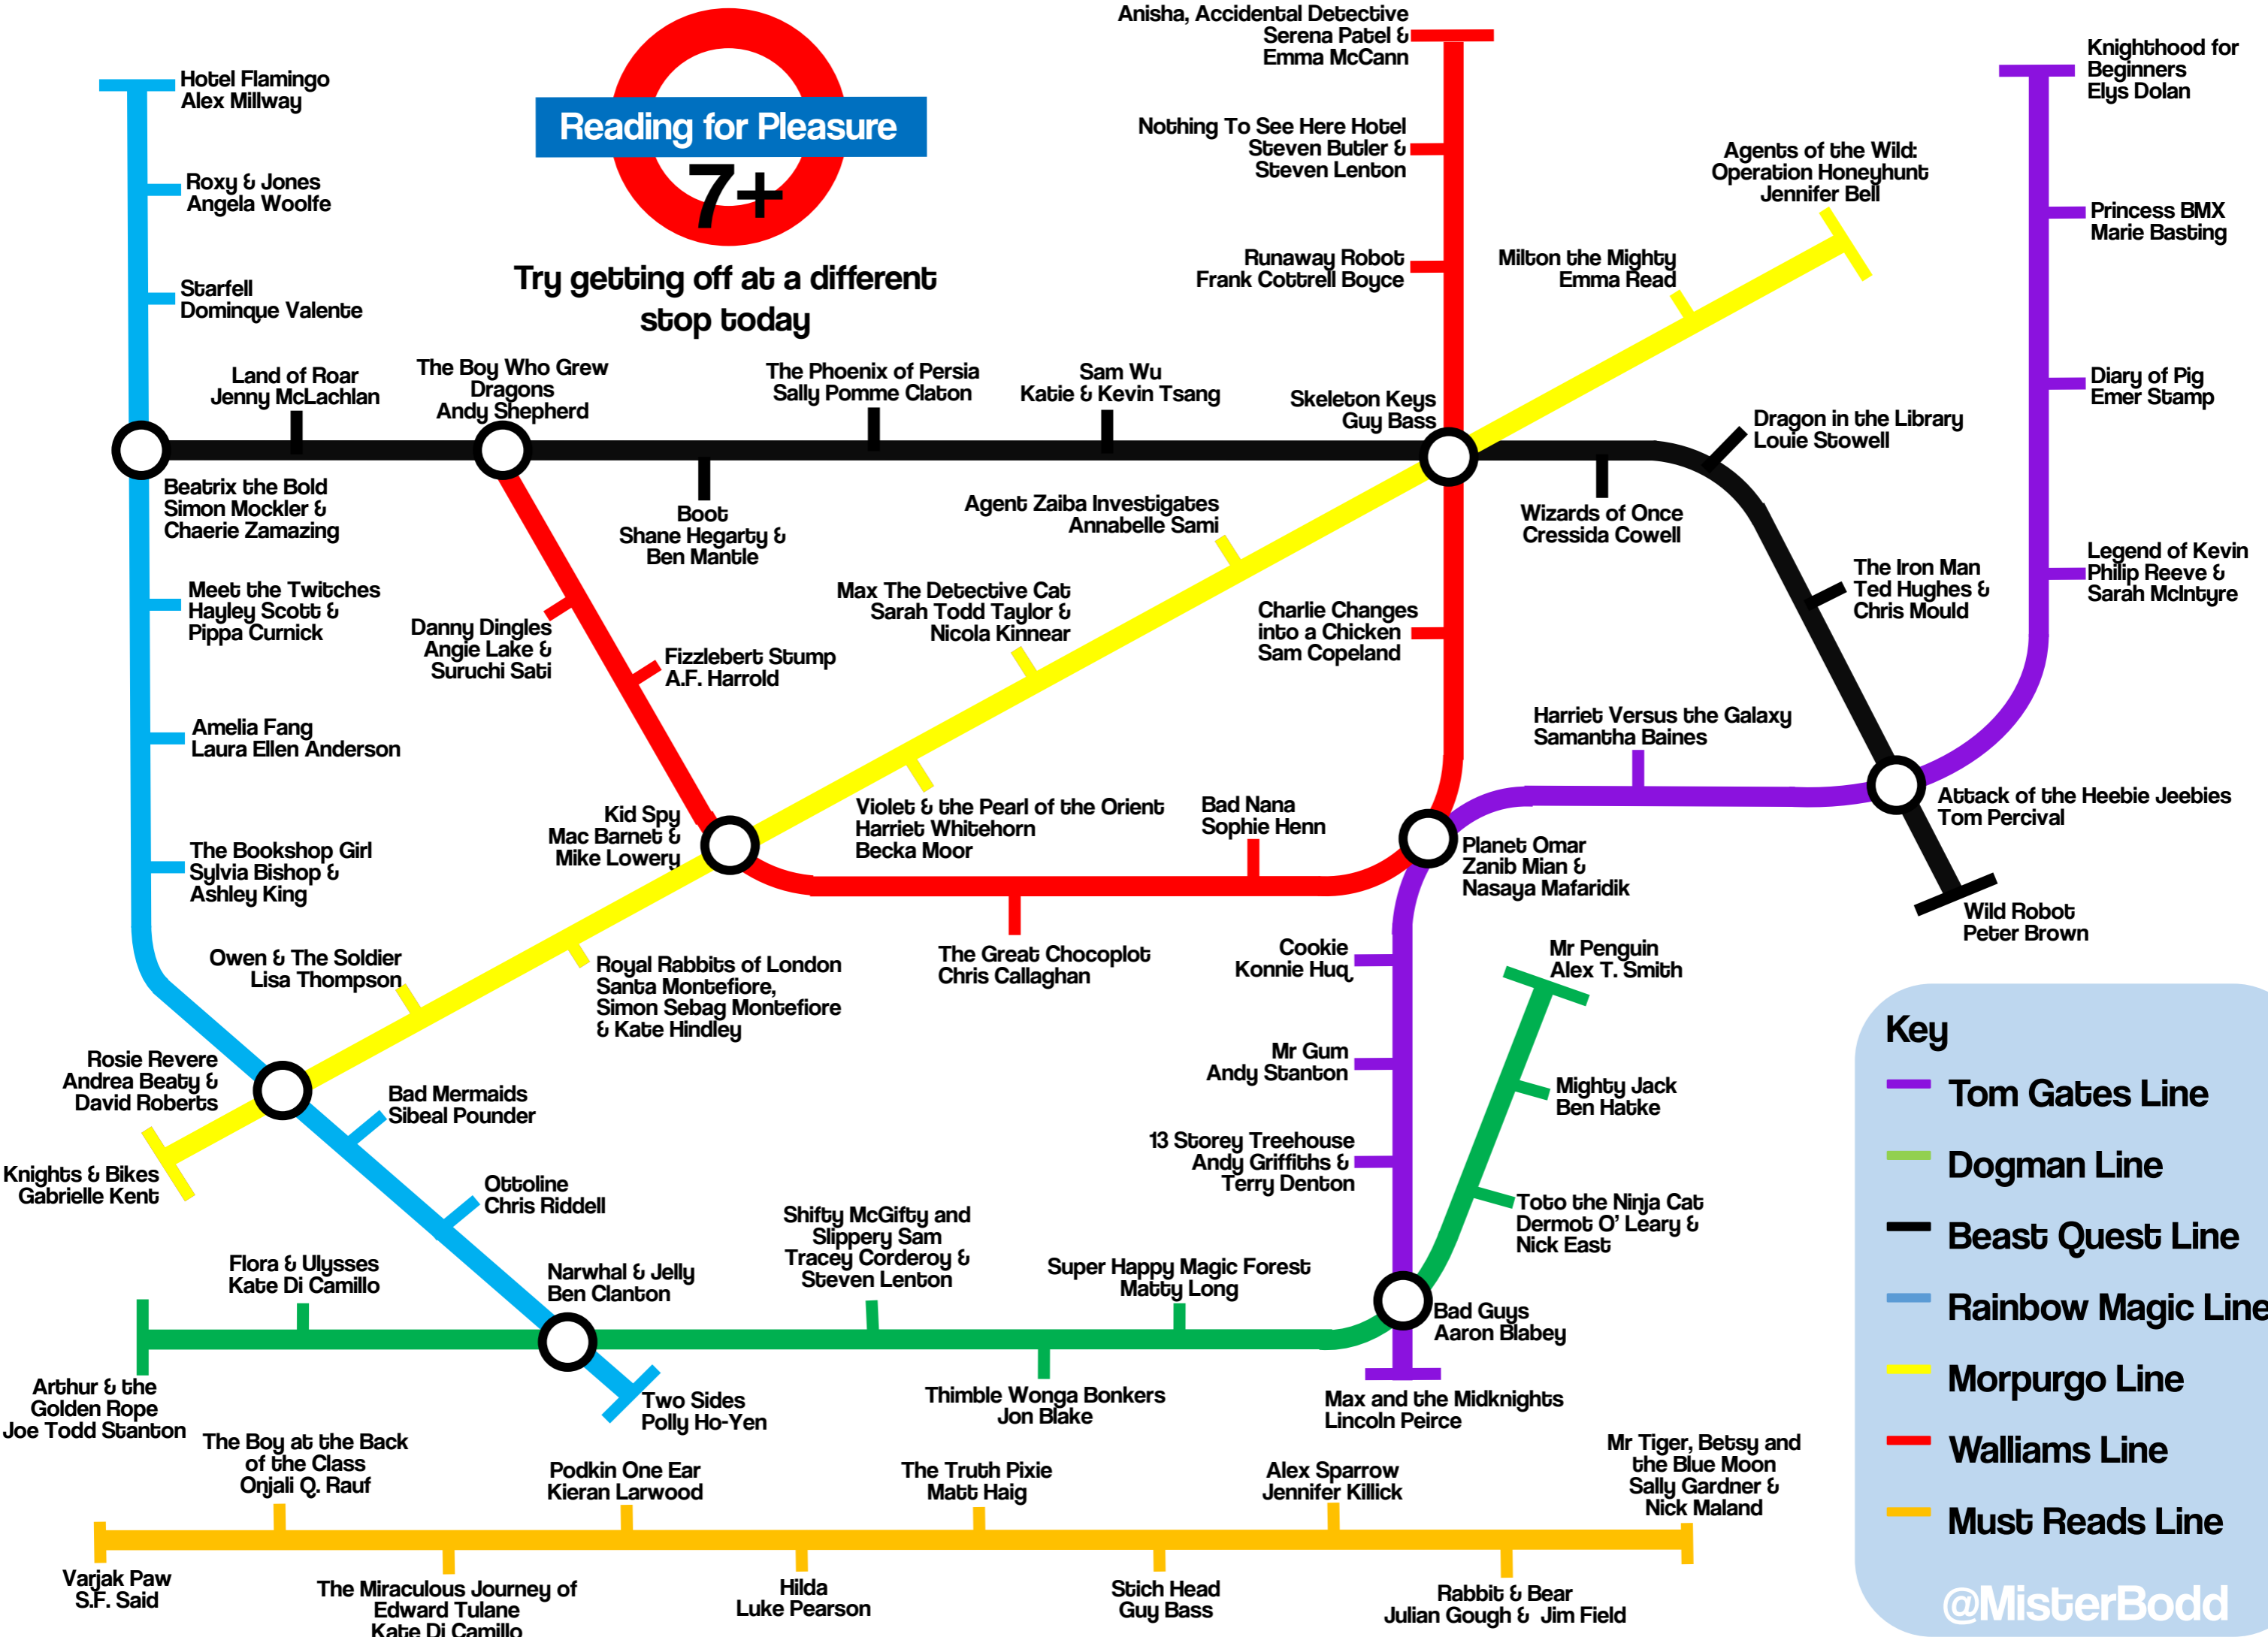 Reading for Pleasure
7+
Try getting off at a different
stop today
Hotel Flamingo
Alex Millway
Roxy & Jones
Angela Woolfe
Starfell
Dominque Valente
Beatrix the Bold
Simon Mockler &
Chaerie Zamazing
Meet the Twitches
Hayley Scott &
Pippa Curnick
Amelia Fang
Laura Ellen Anderson
The Bookshop Girl
Sylvia Bishop &
Ashley King
Rosie Revere
Andrea Beaty &
David Roberts
Bad Mermaids
Sibeal Pounder
Ottoline
Chris Riddell
Narwhal & Jelly
Ben Clanton
Two Sides
Polly Ho-Yen
Land of Roar
Jenny McLachlan
The Boy Who Grew
Dragons
Andy Shepherd
Boot
Shane Hegarty &
Ben Mantle
The Phoenix of Persia
Sally Pomme Claton
Sam Wu
Katie & Kevin Tsang
Skeleton Keys
Guy Bass
Wizards of Once
Cressida Cowell
Dragon in the Library
Louie Stowell
The Iron Man
Ted Hughes &
Chris Mould
Attack of the Heebie Jeebies
Tom Percival
Wild Robot
Peter Brown
Anisha, Accidental Detective
Serena Patel &
Emma McCann
Nothing To See Here Hotel
Steven Butler &
Steven Lenton
Runaway Robot
Frank Cottrell Boyce
Charlie Changes
into a Chicken
Sam Copeland
Planet Omar
Zanib Mian &
Nasaya Mafaridik
Bad Nana
Sophie Henn
The Great Chocoplot
Chris Callaghan
Kid Spy
Mac Barnet &
Mike Lowery
Fizzlebert Stump
A.F. Harrold
Danny Dingles
Angie Lake &
Suruchi Sati
Agents of the Wild:
Operation Honeyhunt
Jennifer Bell
Milton the Mighty
Emma Read
Agent Zaiba Investigates
Annabelle Sami
Max The Detective Cat
Sarah Todd Taylor &
Nicola Kinnear
Violet & the Pearl of the Orient
Harriet Whitehorn
Becka Moor
Royal Rabbits of London
Santa Montefiore,
Simon Sebag Montefiore
& Kate Hindley
Owen & The Soldier
Lisa Thompson
Knights & Bikes
Gabrielle Kent
Knighthood for
Beginners
Elys Dolan
Princess BMX
Marie Basting
Diary of Pig
Emer Stamp
Legend of Kevin
Philip Reeve &
Sarah McIntyre
Harriet Versus the Galaxy
Samantha Baines
Cookie
Konnie Huq
Mr Gum
Andy Stanton
13 Storey Treehouse
Andy Griffiths &
Terry Denton
Bad Guys
Aaron Blabey
Max and the Midknights
Lincoln Peirce
Mr Penguin
Alex T. Smith
Mighty Jack
Ben Hatke
Toto the Ninja Cat
Dermot O' Leary &
Nick East
Super Happy Magic Forest
Matty Long
Thimble Wonga Bonkers
Jon Blake
Shifty McGifty and
Slippery Sam
Tracey Corderoy &
Steven Lenton
Flora & Ulysses
Kate Di Camillo
Arthur & the
Golden Rope
Joe Todd Stanton
Varjak Paw
S.F. Said
The Boy at the Back
of the Class
Onjali Q. Rauf
The Miraculous Journey of
Edward Tulane
Kate Di Camillo
Podkin One Ear
Kieran Larwood
Hilda
Luke Pearson
The Truth Pixie
Matt Haig
Stich Head
Guy Bass
Alex Sparrow
Jennifer Killick
Rabbit & Bear
Julian Gough & Jim Field
Mr Tiger, Betsy and
the Blue Moon
Sally Gardner &
Nick Maland
Key
Tom Gates Line
Dogman Line
Beast Quest Line
Rainbow Magic Line
Morpurgo Line
Walliams Line
Must Reads Line
@MisterBodd